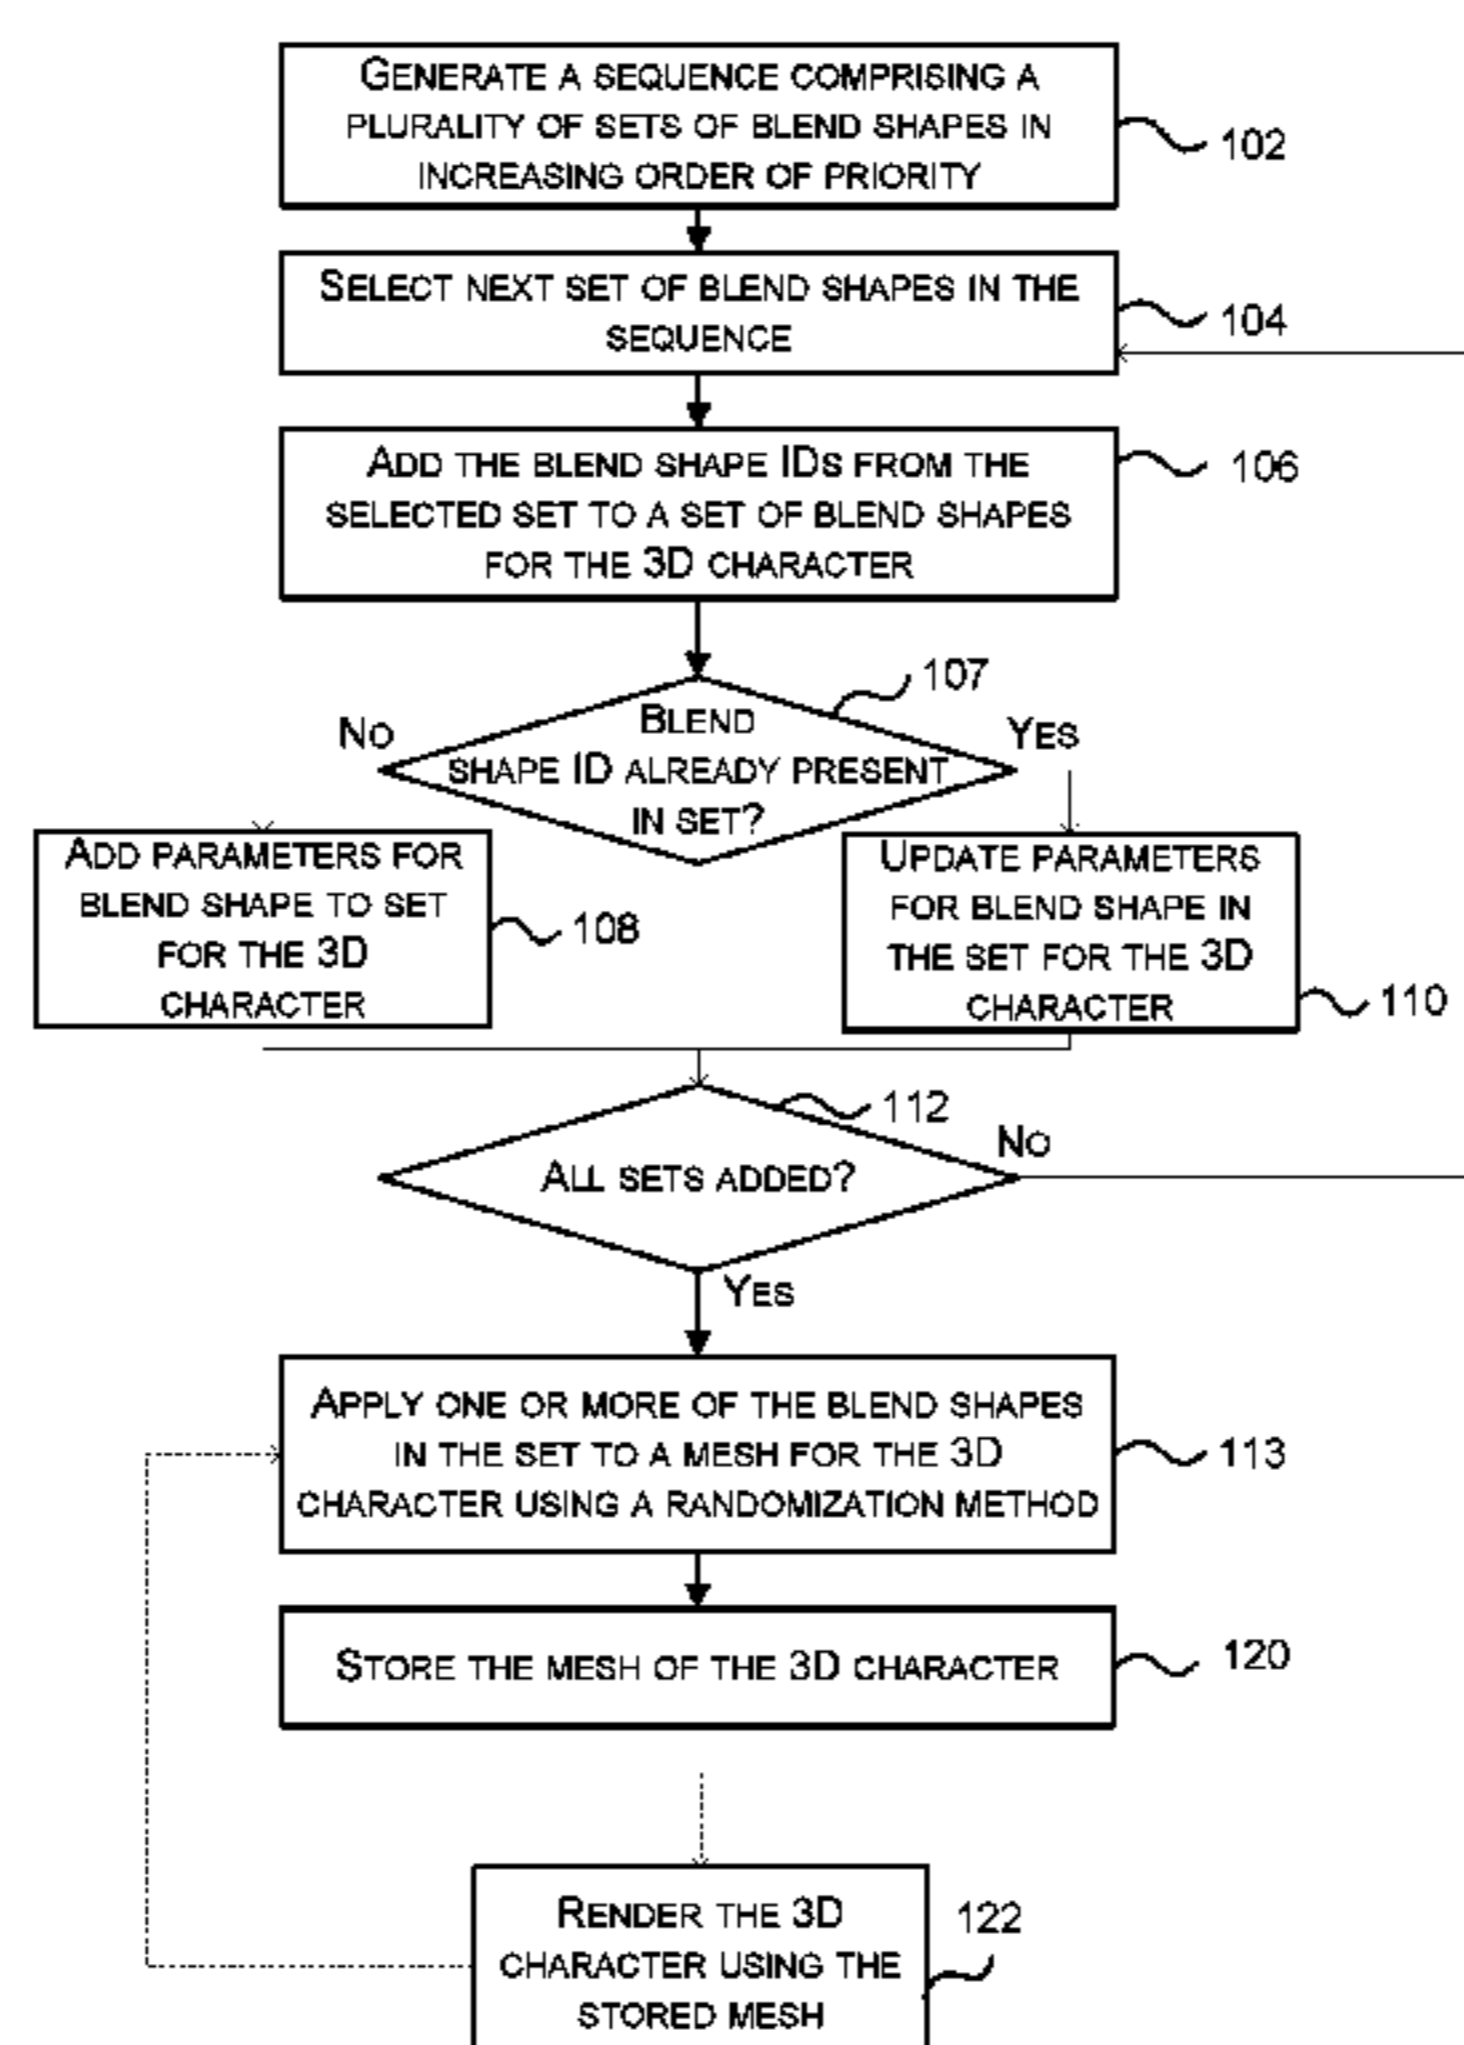 GENERATE A SEQUENCE COMPRISING A
PLURALITY OF SETS OF BLEND SHAPES IN
INCREASING ORDER OF PRIORITY
102
SELECT NEXT SET OF BLEND SHAPES IN THE
SEQUENCE
104
ADD THE BLEND SHAPE IDS FROM THE
SELECTED SET TO A SET OF BLEND SHAPES
FOR THE 3D CHARACTER
106
107
NO
BLEND
SHAPE ID ALREADY PRESENT
IN SET?
YES
ADD PARAMETERS FOR
BLEND SHAPE TO SET
FOR THE 3D
CHARACTER
108
UPDATE PARAMETERS
FOR BLEND SHAPE IN
THE SET FOR THE 3D
CHARACTER
110
112
ALL SETS ADDED?
NO
YES
APPLY ONE OR MORE OF THE BLEND SHAPES
IN THE SET TO A MESH FOR THE 3D
CHARACTER USING A RANDOMIZATION METHOD
113
STORE THE MESH OF THE 3D CHARACTER
120
RENDER THE 3D
CHARACTER USING THE
STORED MESH
122